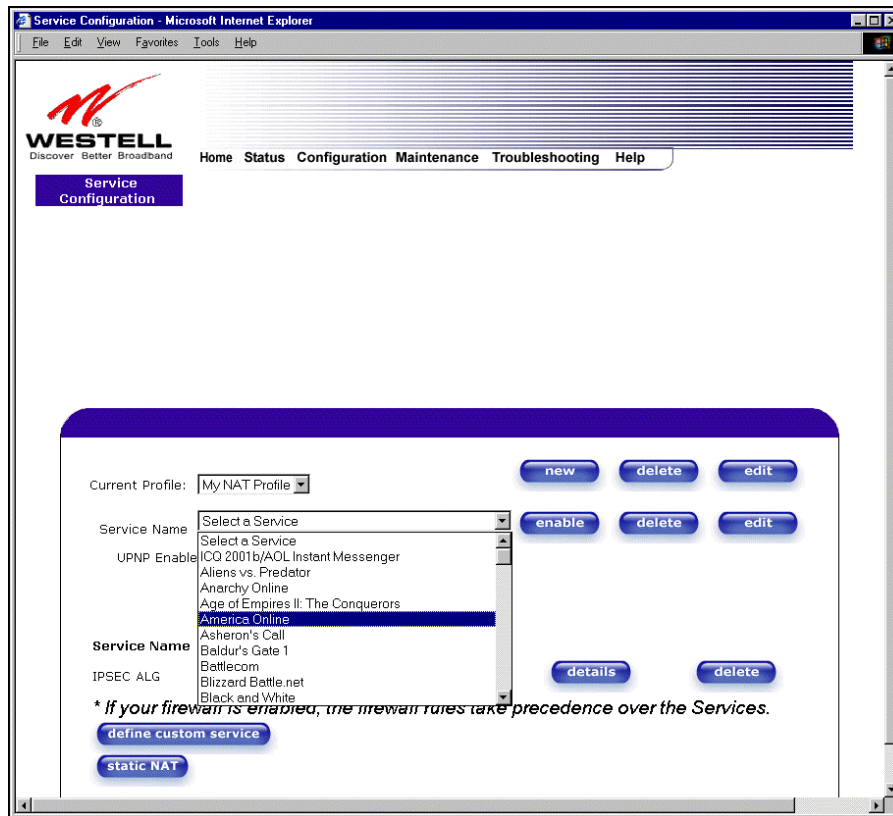 Service Configuration - Microsoft Internet Explorer
File Edit View Favorites Tools Help
WESTELL
®
Discover Better Broadband
Home Status Configuration Maintenance Troubleshooting Help
Service
Configuration
Current Profile: My NAT Profile new delete edit
Service Name Select a Service enable delete edit
Select a Service
UPNP Enable ICQ 2001b/AOL Instant Messenger
Aliens vs. Predator
Anarchy Online
Age of Empires II: The Conquerors
America Online
Asheron's Call
Service Name Baldur's Gate 1
Battlecom
IPSEC ALG Blizzard Battle.net details delete
Black and White
* If your firewall is enabled, the firewall rules take precedence over the Services.
define custom service
static NAT